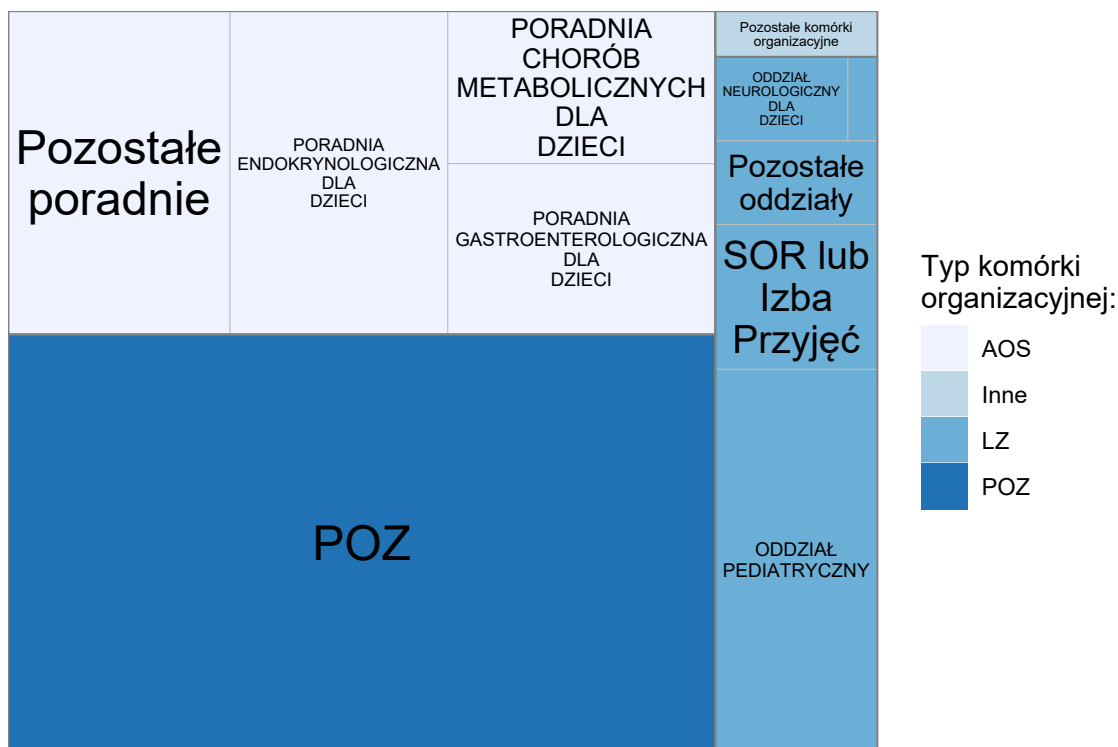 Pozostałe
poradnie
PORADNIA
ENDOKRYNOLOGICZNA
DLA
DZIECI
PORADNIA
CHORÓB
METABOLICZNYCH
DLA
DZIECI
PORADNIA
GASTROENTEROLOGICZNA
DLA
DZIECI
POZ
Pozostałe komórki
organizacyjne
ODDZIAŁ
NEUROLOGICZNY
DLA
DZIECI
Pozostałe
oddziały
SOR lub
Izba
Przyjęć
ODDZIAŁ
PEDIATRYCZNY
Typ komórki
organizacyjnej:
AOS
Inne
LZ
POZ